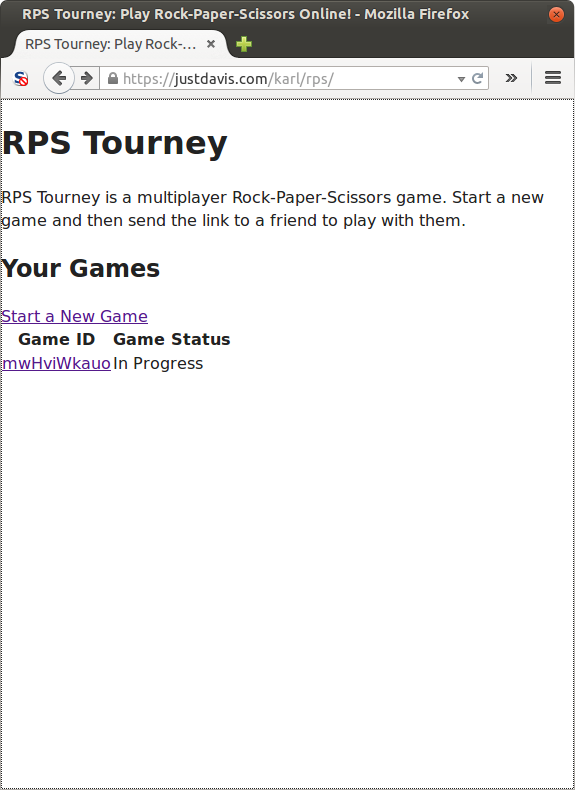 RPS Tourney: Play Rock-Paper-Scissors Online! - Mozilla Firefox
RPS Tourney: Play Rock-...
https://justdavis.com/karl/rps/
RPS Tourney
RPS Tourney is a multiplayer Rock-Paper-Scissors game. Start a new
game and then send the link to a friend to play with them.
Your Games
Start a New Game
Game ID Game Status
mwHviWkauo In Progress